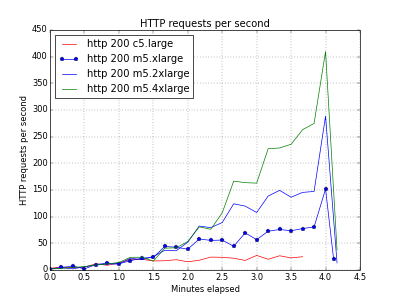 HTTP requests per second
450
400
350
300
250
200
150
100
50
0
HTTP requests per second
http 200 c5.large
http 200 m5.xlarge
http 200 m5.2xlarge
http 200 m5.4xlarge
0.0 0.5 1.0 1.5 2.0 2.5 3.0 3.5 4.0 4.5
Minutes elapsed